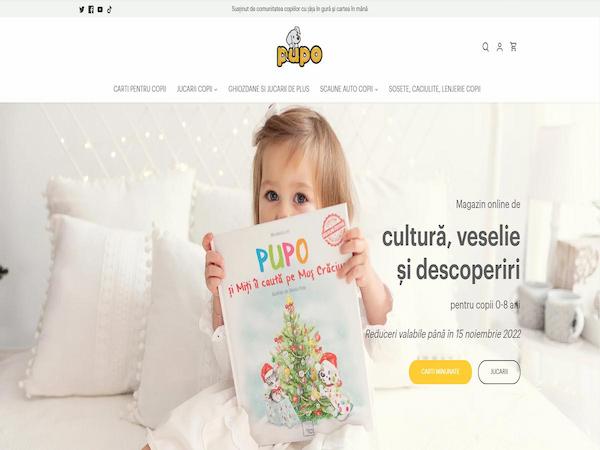 Susținut de comunitatea copiilor cu țâța în gură și cartea în mână
pupo
CARTI PENTRU COPII
JUCARII COPII
GHIOZDANE SI JUCARII DE PLUS
SCAUNE AUTO COPII
SOSETE, CACIULITE, LENJERIE COPII
Magazin online de
cultură, veselie
și descoperiri
pentru copii 0-8 ani
Reduceri valabile până în 15 noiembrie 2022
CARTI MINUNATE
JUCARII
PUPO
și Miți îl caută pe Moș Crăciun